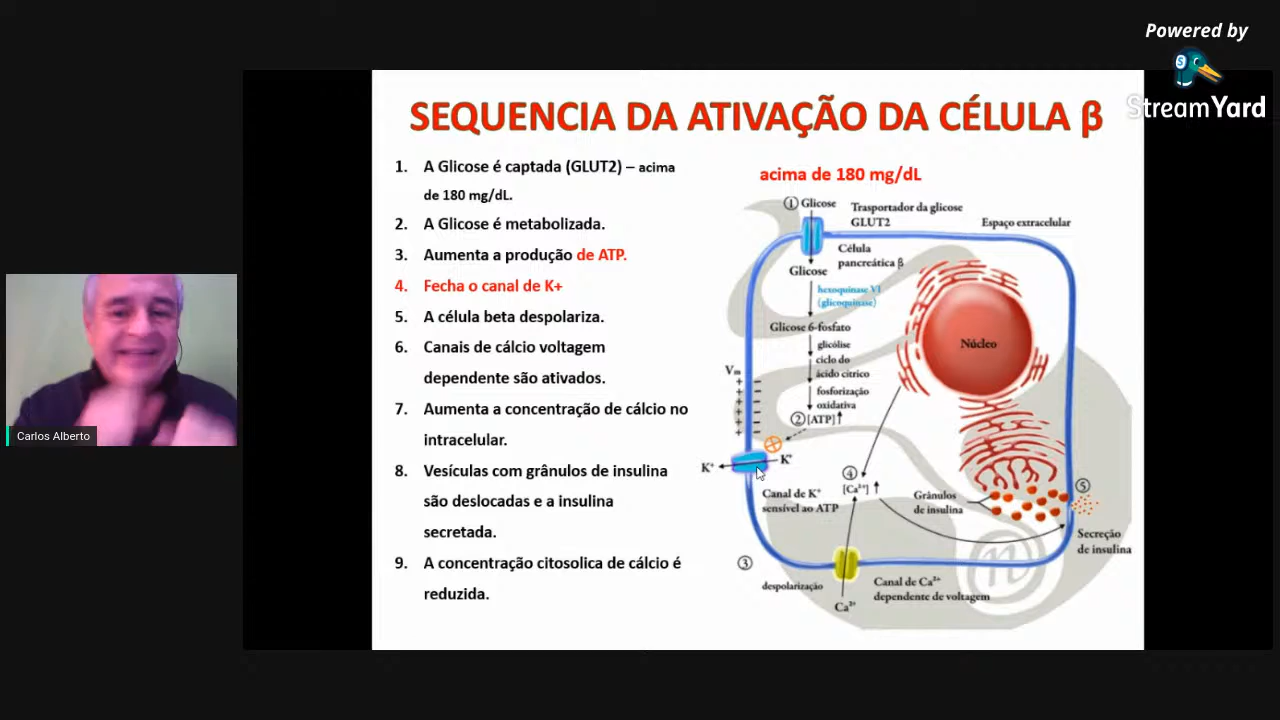 Powered by
StreamYard
SEQUENCIA DA ATIVAÇÃO DA CÉLULA β
1. A Glicose é captada (GLUT2) – acima
de 180 mg/dL.
2. A Glicose é metabolizada.
3. Aumenta a produção de ATP.
4. Fecha o canal de K+
5. A célula beta despolariza.
6. Canais de cálcio voltagem
dependente são ativados.
7. Aumenta a concentração de cálcio no
intracelular.
8. Vesículas com grânulos de insulina
são deslocadas e a insulina
secretada.
9. A concentração citosolica de cálcio é
reduzida.
acima de 180 mg/dL
① Glicose
Trasportador da glicose
GLUT2
Espaço extracelular
Célula
pancreática β
Glicose
hexoquinase VI
(glicoquinase)
Glicose 6-fosfato
glicólise
ciclo do
ácido cítrico
fosforização
oxidativa
② [ATP]↑
Núcleo
Vm
K⁺
K⁺
Canal de K⁺
sensível ao ATP
④
[Ca²⁺] ↑
Grânulos
de insulina
⑤
Secreção
de insulina
③
despolarização
Canal de Ca²⁺
dependente de voltagem
Ca²⁺
n
Carlos Alberto